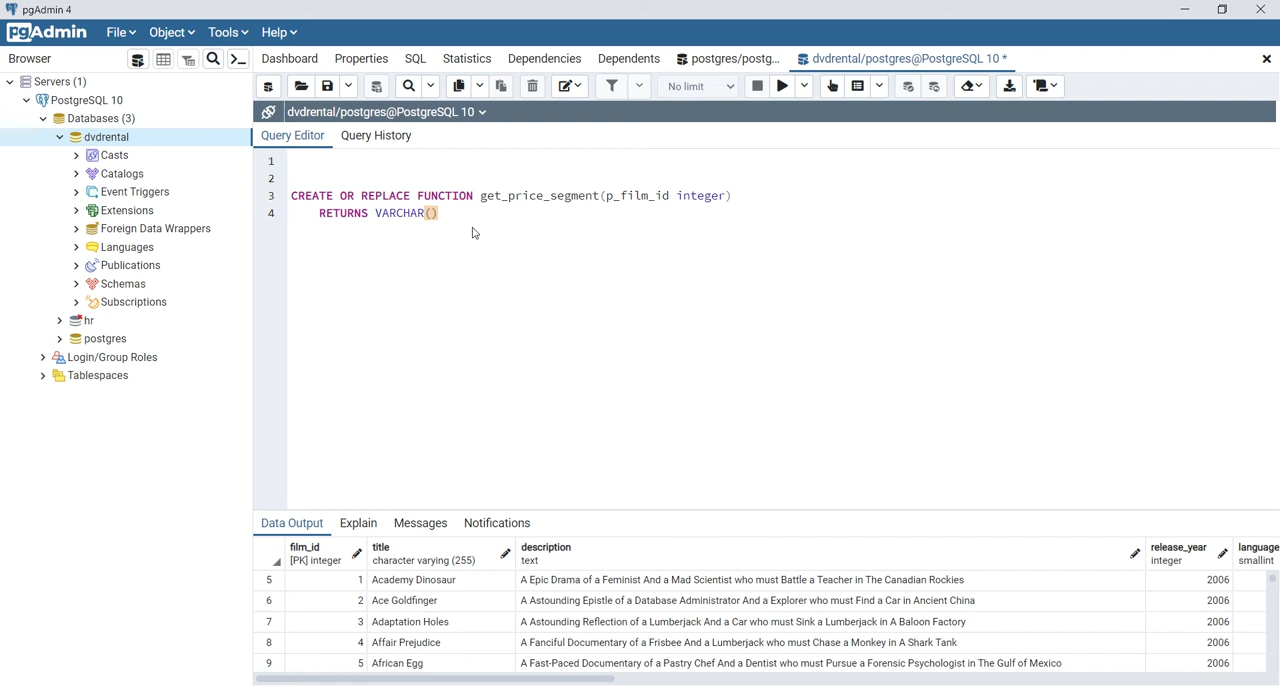 pgAdmin 4
pgAdmin File Object Tools Help
Browser
Dashboard Properties SQL Statistics Dependencies Dependents postgres/postg... dvdrental/postgres@PostgreSQL 10 *
Servers (1)
PostgreSQL 10
Databases (3)
dvdrental
Casts
Catalogs
Event Triggers
Extensions
Foreign Data Wrappers
Languages
Publications
Schemas
Subscriptions
hr
postgres
Login/Group Roles
Tablespaces
No limit
dvdrental/postgres@PostgreSQL 10
Query Editor Query History
1
2
3 CREATE OR REPLACE FUNCTION get_price_segment(p_film_id integer)
4 RETURNS VARCHAR()
Data Output Explain Messages Notifications
film_id title description release_year language
[PK] integer character varying (255) text integer smallint
5 1 Academy Dinosaur A Epic Drama of a Feminist And a Mad Scientist who must Battle a Teacher in The Canadian Rockies 2006
6 2 Ace Goldfinger A Astounding Epistle of a Database Administrator And a Explorer who must Find a Car in Ancient China 2006
7 3 Adaptation Holes A Astounding Reflection of a Lumberjack And a Car who must Sink a Lumberjack in A Baloon Factory 2006
8 4 Affair Prejudice A Fanciful Documentary of a Frisbee And a Lumberjack who must Chase a Monkey in A Shark Tank 2006
9 5 African Egg A Fast-Paced Documentary of a Pastry Chef And a Dentist who must Pursue a Forensic Psychologist in The Gulf of Mexico 2006